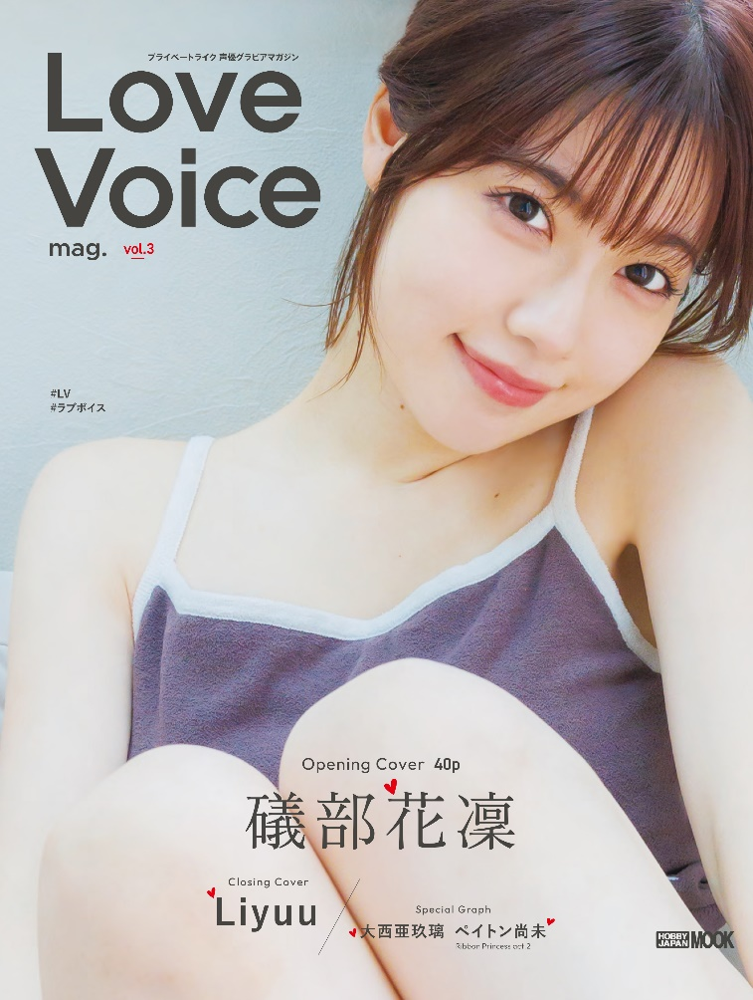 プライベートライク 声優グラビアマガジン
Love
Voice
mag. vol.3
#LV
#ラブボイス
Opening Cover 40p
礒部花凜
Closing Cover
Liyuu
Special Graph
大西亜玖璃 ペイトン尚未
Ribbon Princess act 2
HOBBY JAPAN MOOK